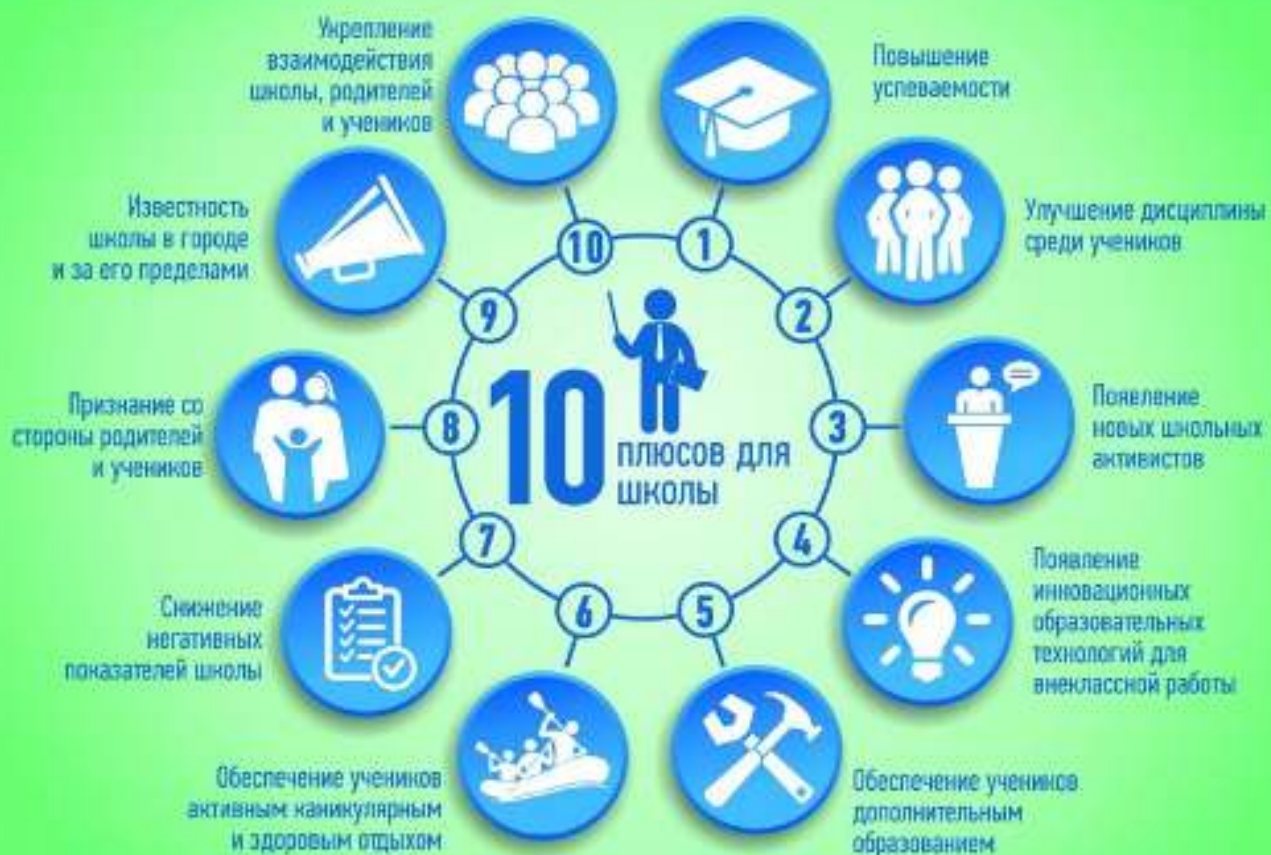 10
плюсов для
школы
1
Повышение
успеваемости
2
Улучшение дисциплины
среди учеников
3
Появление
новых школьных
активистов
4
Появление
инновационных
образовательных
технологий для
внеклассной работы
5
Обеспечение учеников
дополнительным
образованием
6
Обеспечение учеников
активным каникулярным
и здоровым отдыхом
7
Снижение
негативных
показателей школы
8
Признание со
стороны родителей
и учеников
9
Известность
школы в городе
и за его пределами
10
Укрепление
взаимодействия
школы, родителей
и учеников